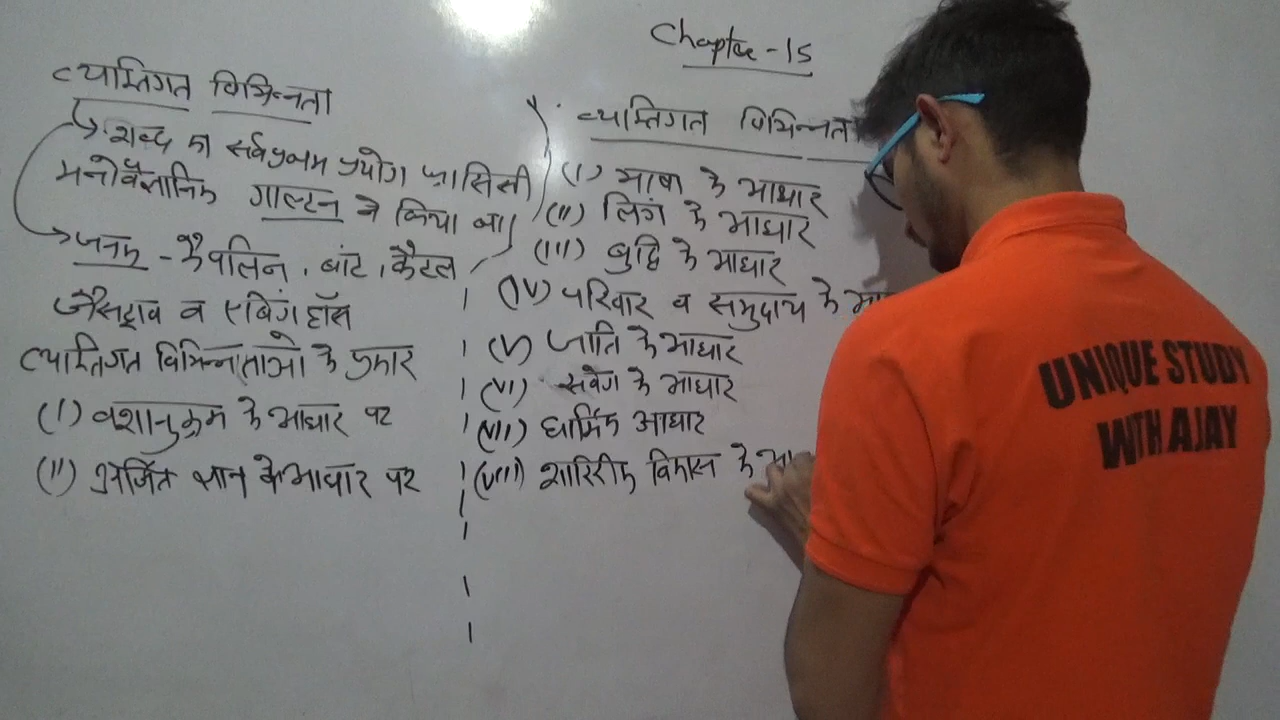 Chapter - 15
व्यक्तिगत विभिन्नता
शब्द का सर्वप्रथम प्रयोग फ्रांसिसी
मनोवैज्ञानिक गाल्टन ने किया था।
जनक - कैपलिन, बांट, कैटल
जैस्ट्राव व एबिंग हॉस
व्यक्तिगत विभिन्नताओ के प्रकार
(I) वशानुक्रम के आधार पर
(II) अर्जित ज्ञान के आधार पर
व्यक्तिगत विभिन्नता
(I) भाषा के आधार
(II) लिंग के आधार
(III) बुद्धि के आधार
(IV) परिवार व समुदाय के आ
(V) जाति के आधार
(VI) संवेग के आधार
(VII) धार्मिक आधार
(VIII) शारिरीक विकास के आ
UNIQUE STUDY
WITH AJAY